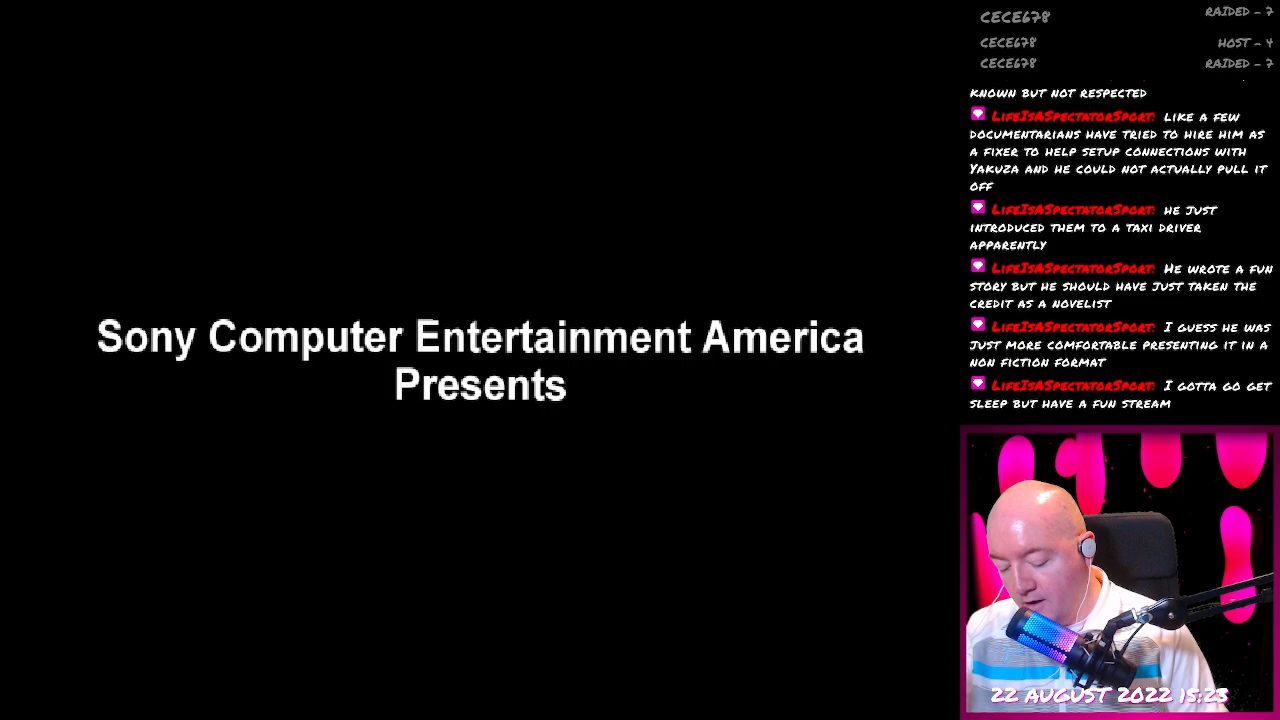 Sony Computer Entertainment America
Presents
CECE678 RAIDED - 7
CECE678 HOST - 4
CECE678 RAIDED - 7
KNOWN BUT NOT RESPECTED
LifeIsASpectatorSport: LIKE A FEW
DOCUMENTARIANS HAVE TRIED TO HIRE HIM AS
A FIXER TO HELP SETUP CONNECTIONS WITH
YAKUZA AND HE COULD NOT ACTUALLY PULL IT
OFF
LifeIsASpectatorSport: HE JUST
INTRODUCED THEM TO A TAXI DRIVER
APPARENTLY
LifeIsASpectatorSport: HE WROTE A FUN
STORY BUT HE SHOULD HAVE JUST TAKEN THE
CREDIT AS A NOVELIST
LifeIsASpectatorSport: I GUESS HE WAS
JUST MORE COMFORTABLE PRESENTING IT IN A
NON FICTION FORMAT
LifeIsASpectatorSport: I GOTTA GO GET
SLEEP BUT HAVE A FUN STREAM
22 AUGUST 2022 15:23